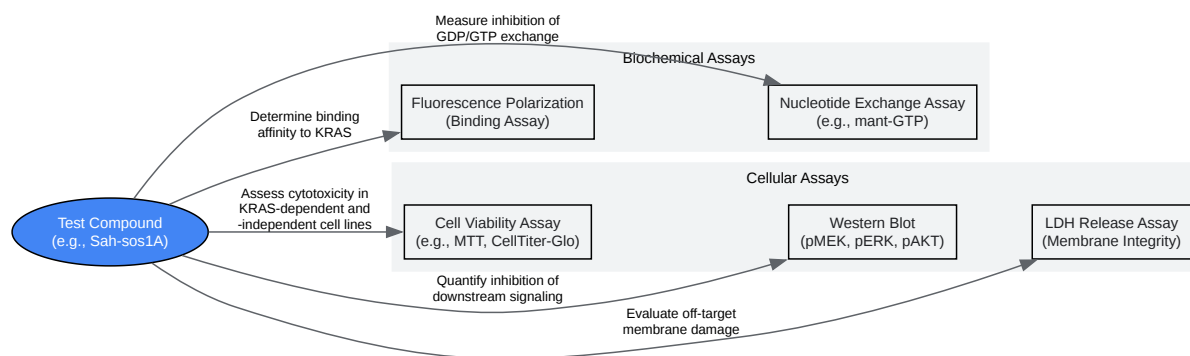 Measure inhibition of
GDP/GTP exchange
Biochemical Assays
Fluorescence Polarization
(Binding Assay)
Nucleotide Exchange Assay
(e.g., mant-GTP)
Determine binding
affinity to KRAS
Cellular Assays
Assess cytotoxicity in
KRAS-dependent and
-independent cell lines
Test Compound
(e.g., Sah-sos1A)
Cell Viability Assay
(e.g., MTT, CellTiter-Glo)
Western Blot
(pMEK, pERK, pAKT)
LDH Release Assay
(Membrane Integrity)
Quantify inhibition of
downstream signaling
Evaluate off-target
membrane damage